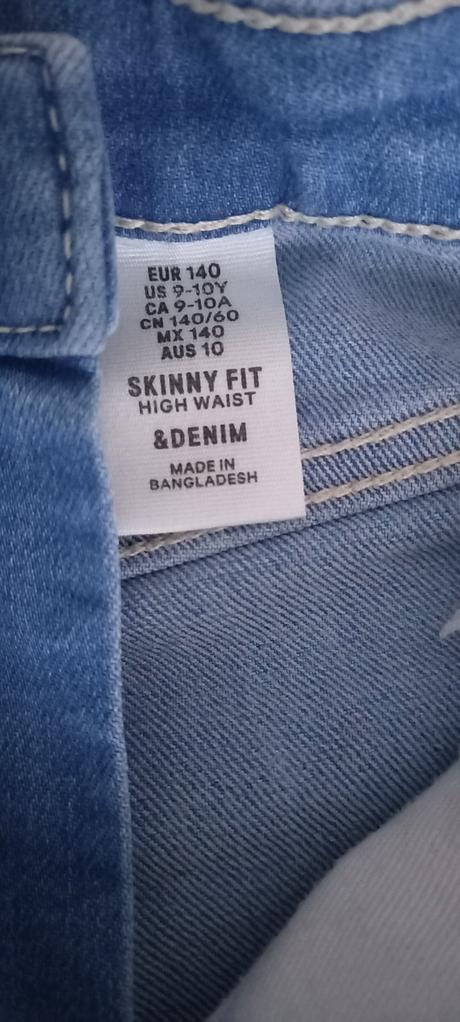 EUR 140
US 9-10Y
CA 9-10A
CN 140/60
MX 140
AUS 10
SKINNY FIT
HIGH WAIST
&DENIM
MADE IN
BANGLADESH